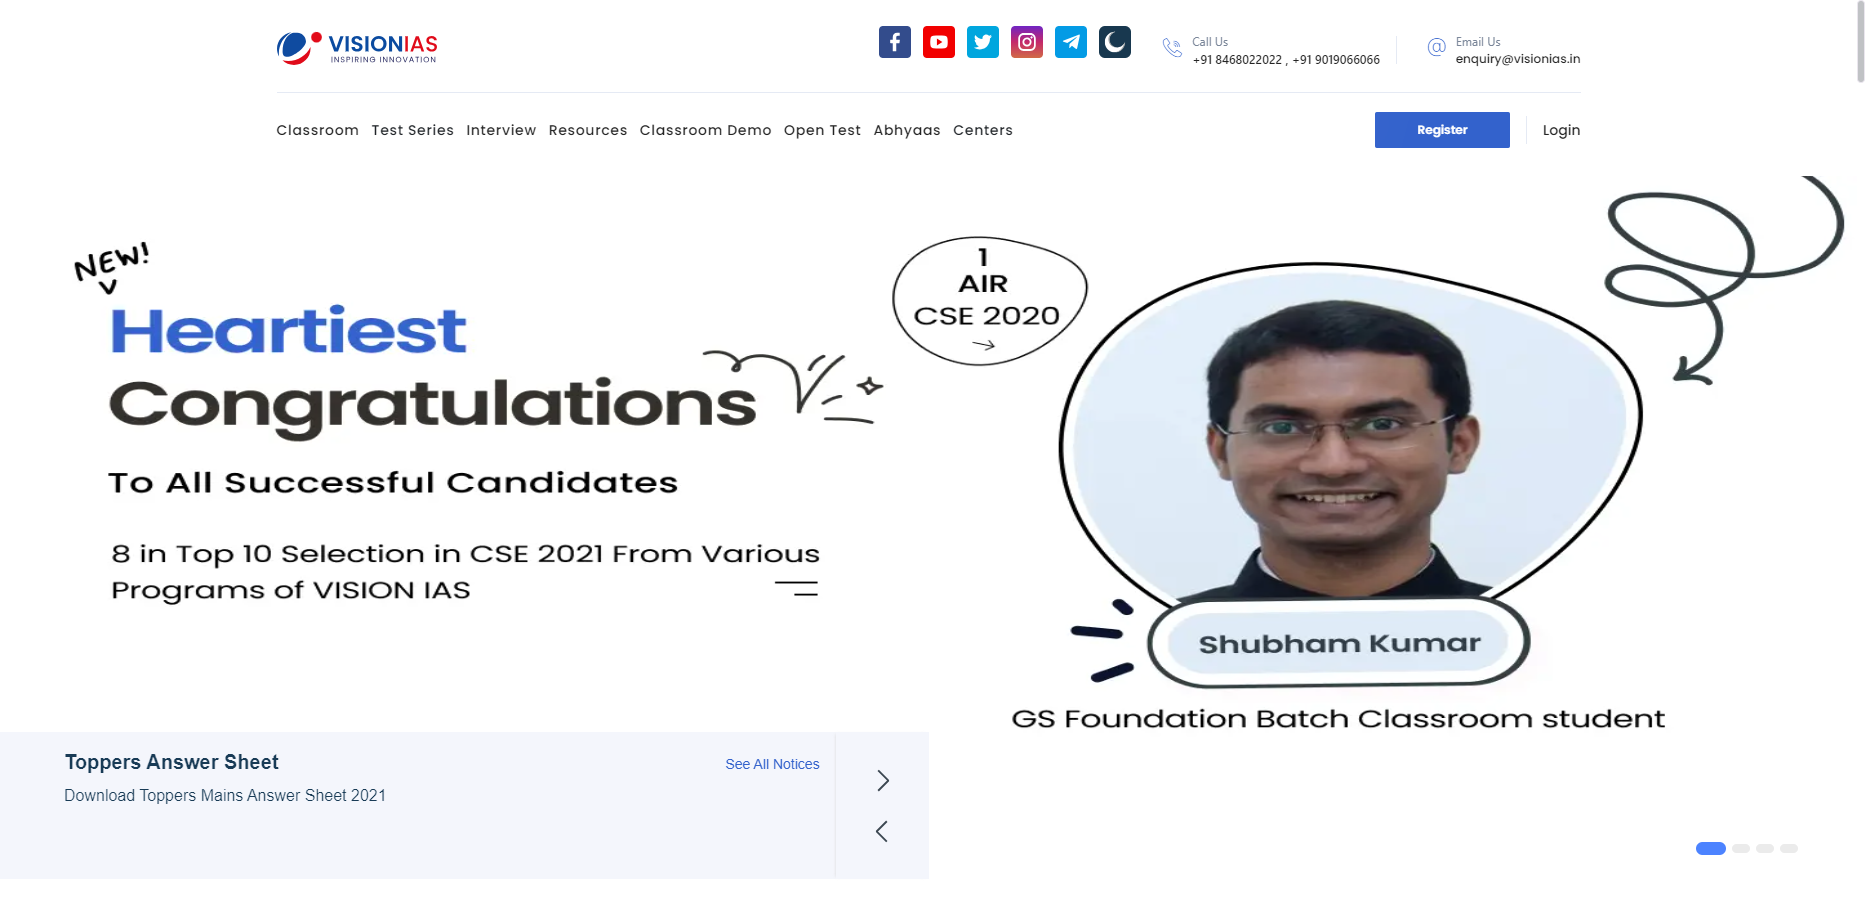 VISIONIAS
INSPIRING INNOVATION
Call Us
+91 8468022022 , +91 9019066066
Email Us
enquiry@visionias.in
Classroom Test Series Interview Resources Classroom Demo Open Test Abhyaas Centers
Register
Login
NEW!
Heartiest
Congratulations
To All Successful Candidates
8 in Top 10 Selection in CSE 2021 From Various
Programs of VISION IAS
1
AIR
CSE 2020
Shubham Kumar
GS Foundation Batch Classroom student
Toppers Answer Sheet
See All Notices
Download Toppers Mains Answer Sheet 2021